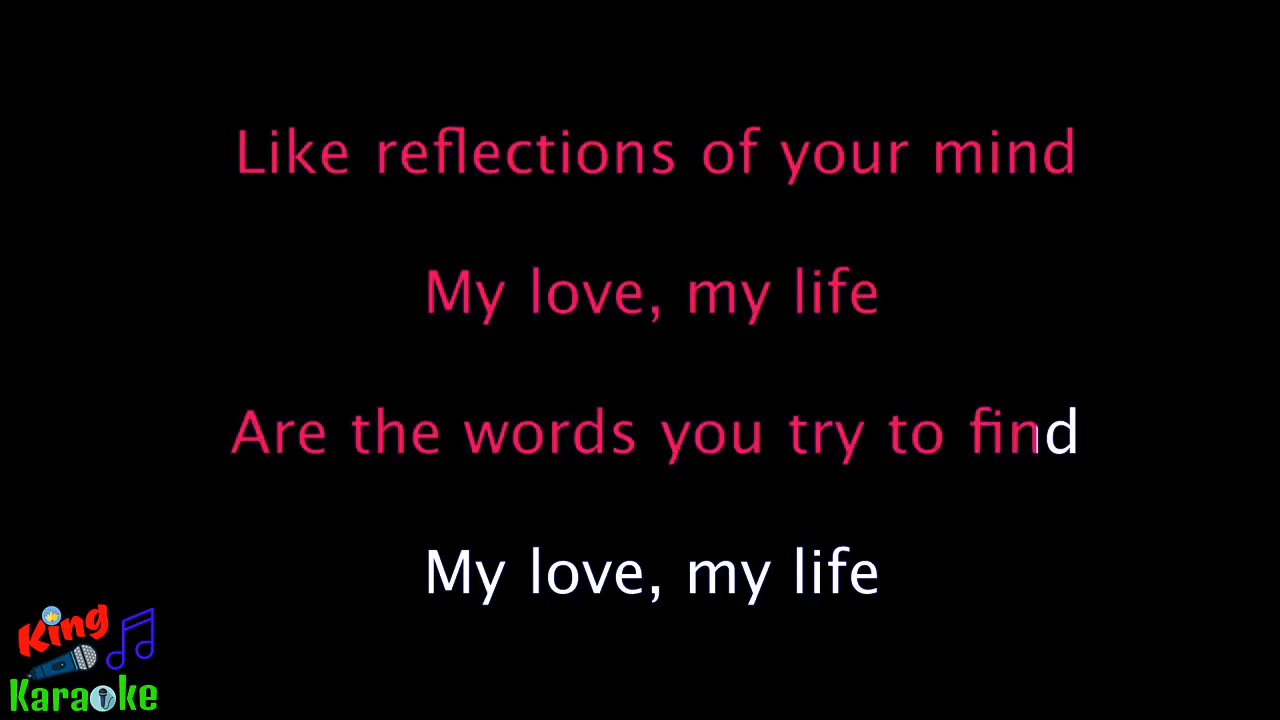 Like reflections of your mind
My love, my life
Are the words you try to find
My love, my life
King
Karaoke